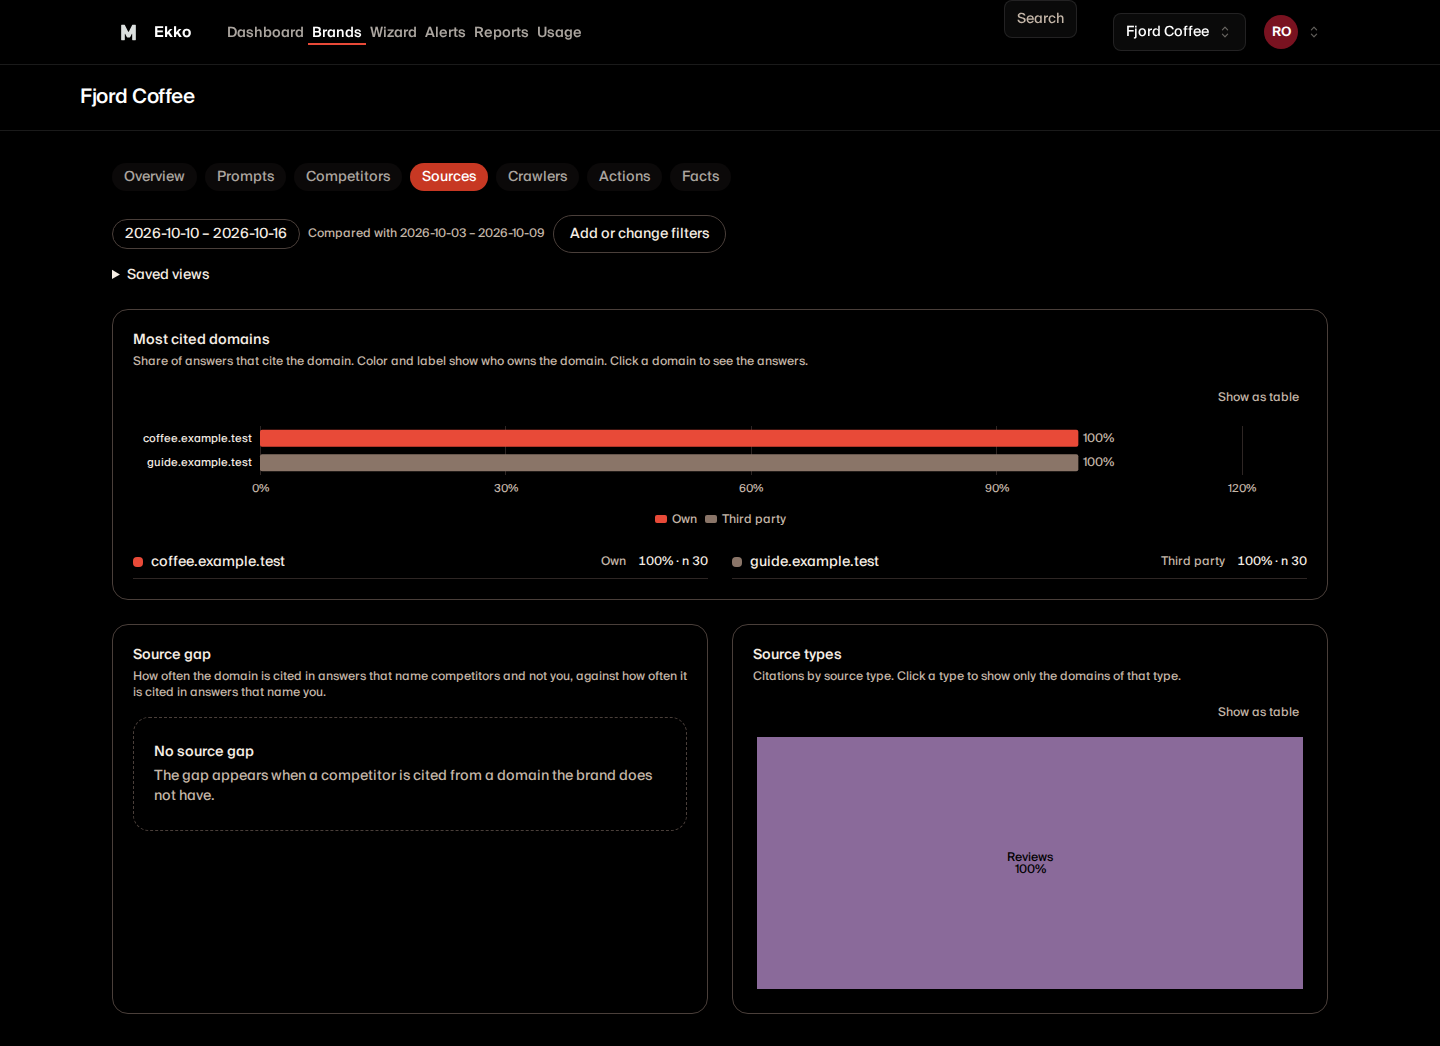 Ekko
Dashboard Brands Wizard Alerts Reports Usage
Search
Fjord Coffee
RO
Fjord Coffee
Overview Prompts Competitors Sources Crawlers Actions Facts
2026-10-10 – 2026-10-16 Compared with 2026-10-03 – 2026-10-09 Add or change filters
Saved views
Most cited domains
Share of answers that cite the domain. Color and label show who owns the domain. Click a domain to see the answers.
Show as table
coffee.example.test 100%
guide.example.test 100%
0% 30% 60% 90% 120%
Own Third party
coffee.example.test Own 100% · n 30
guide.example.test Third party 100% · n 30
Source gap
How often the domain is cited in answers that name competitors and not you, against how often it
is cited in answers that name you.
No source gap
The gap appears when a competitor is cited from a domain the brand does
not have.
Source types
Citations by source type. Click a type to show only the domains of that type.
Show as table
Reviews
100%